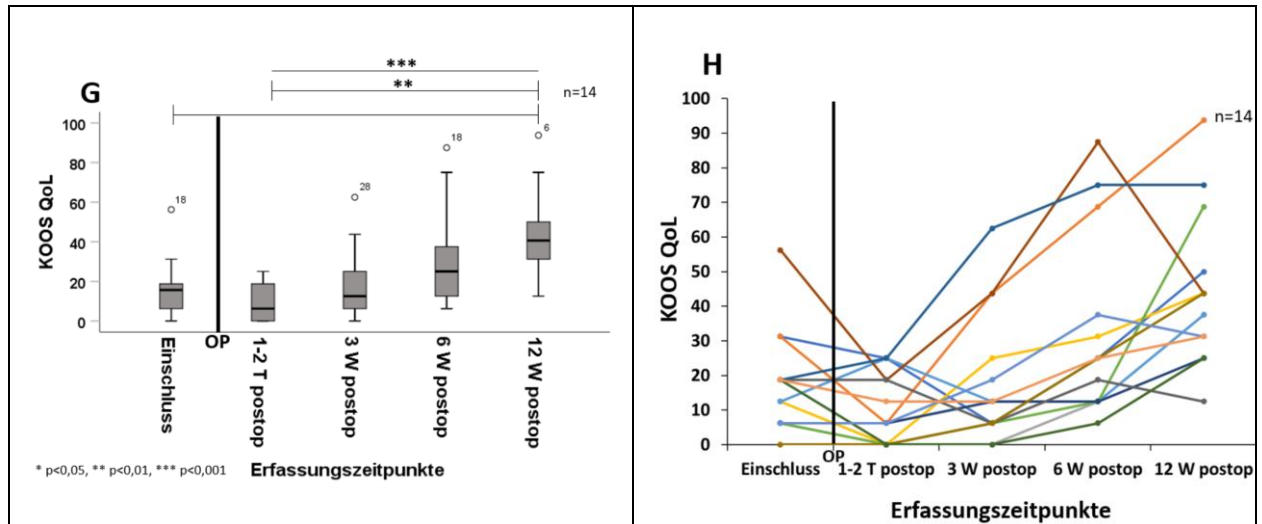 G
***
**
n=14
KOOS QoL
100
80
60
40
20
0
18
28
18
6
Einschluss
OP
1-2 T postop
3 W postop
6 W postop
12 W postop
* p<0,05, ** p<0,01, *** p<0,001
Erfassungszeitpunkte
H
n=14
KOOS QoL
100
90
80
70
60
50
40
30
20
10
0
Einschluss
OP
1-2 T postop
3 W postop
6 W postop
12 W postop
Erfassungszeitpunkte